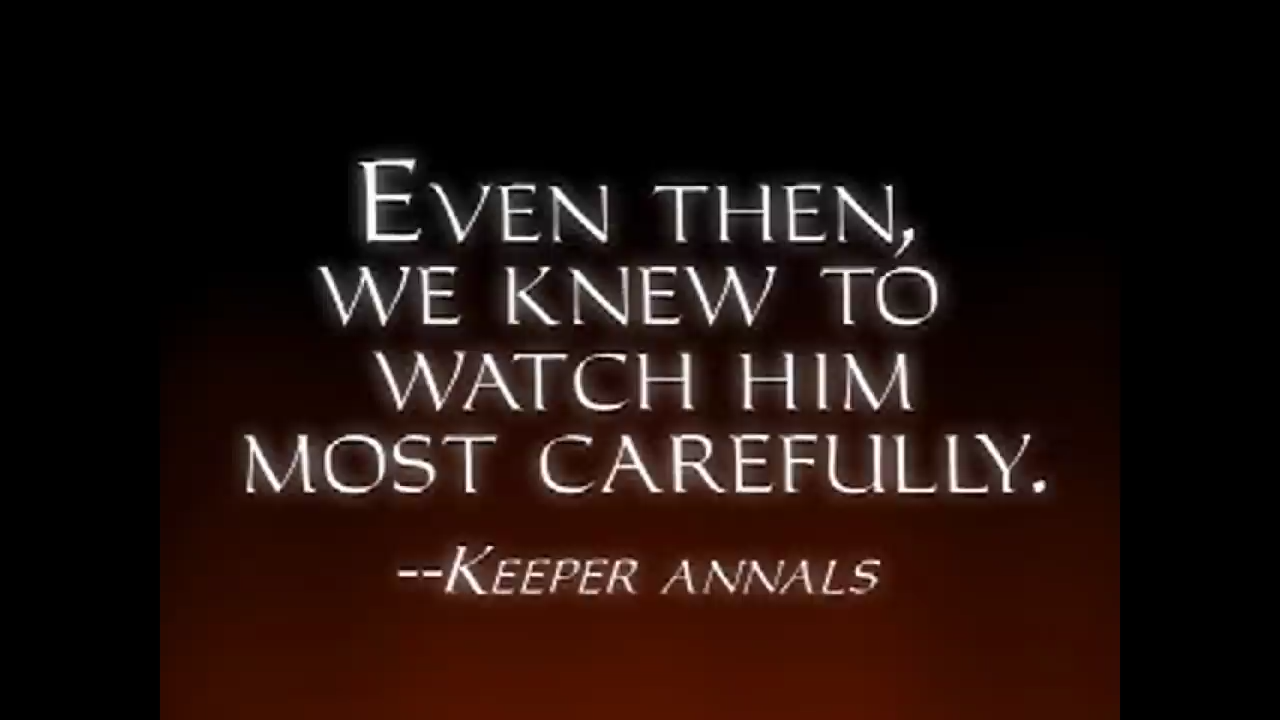 EVEN THEN,
WE KNEW TO
WATCH HIM
MOST CAREFULLY.
--KEEPER ANNALS